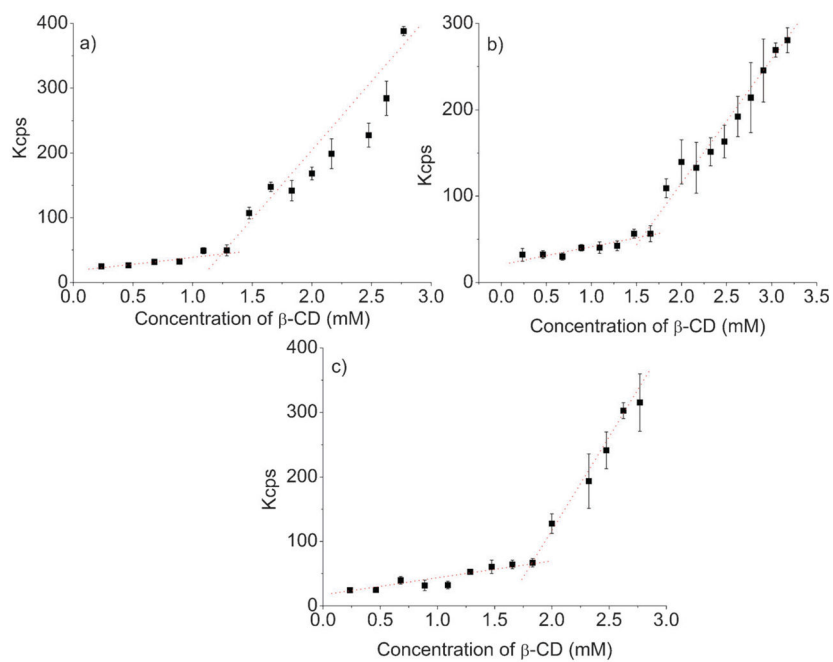 a)
400
300
200
100
0
Kcps
0.0 0.5 1.0 1.5 2.0 2.5 3.0
Concentration of β-CD (mM)
b)
300
200
100
0
Kcps
0.0 0.5 1.0 1.5 2.0 2.5 3.0 3.5
Concentration of β-CD (mM)
c)
400
300
200
100
0
Kcps
0.0 0.5 1.0 1.5 2.0 2.5 3.0
Concentration of β-CD (mM)